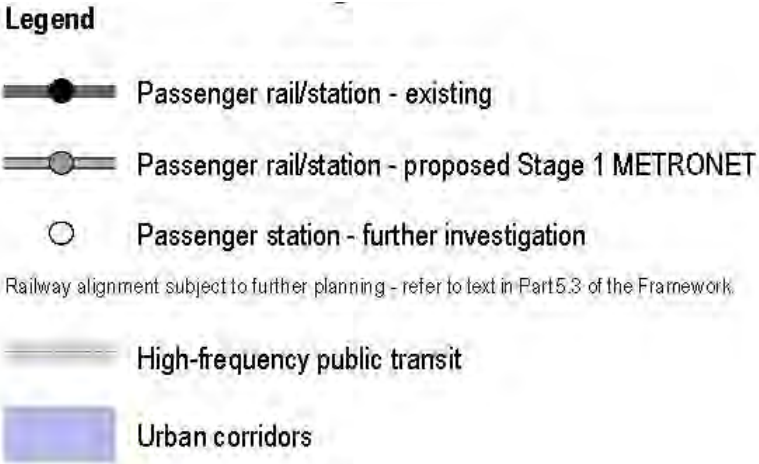 Legend
Passenger rail/station - existing
Passenger rail/station - proposed Stage 1 METRONET
Passenger station - further investigation
Railway alignment subject to further planning - refer to text in Part 5.3 of the Framework.
High-frequency public transit
Urban corridors